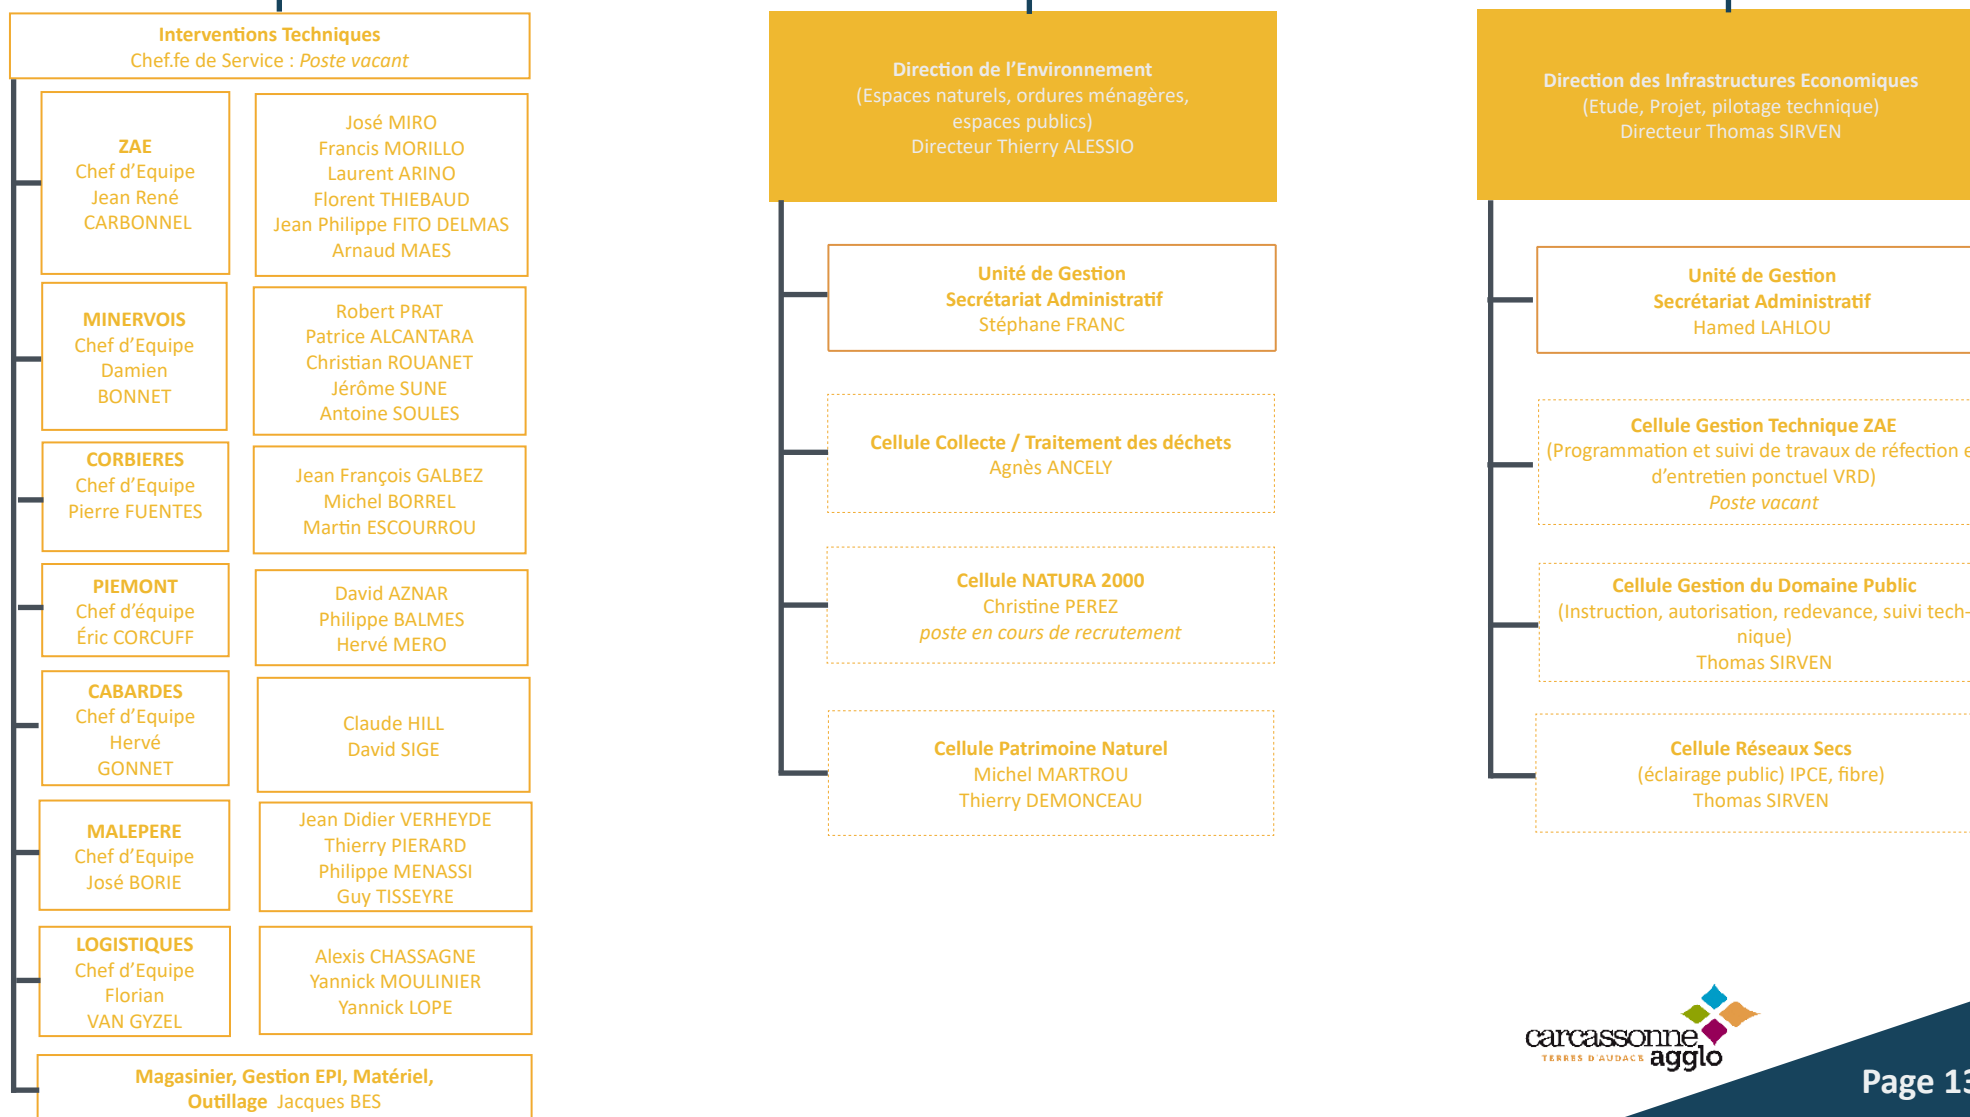 Interventions Techniques
Chef.fe de Service : Poste vacant
ZAE
Chef d'Equipe
Jean René
CARBONNEL
José MIRO
Francis MORILLO
Laurent ARINO
Florent THIEBAUD
Jean Philippe FITO DELMAS
Arnaud MAES
MINERVOIS
Chef d'Equipe
Damien
BONNET
Robert PRAT
Patrice ALCANTARA
Christian ROUANET
Jérôme SUNE
Antoine SOULES
CORBIERES
Chef d'Equipe
Pierre FUENTES
Jean François GALBEZ
Michel BORREL
Martin ESCOURROU
PIEMONT
Chef d'équipe
Éric CORCUFF
David AZNAR
Philippe BALMES
Hervé MERO
CABARDES
Chef d'Equipe
Hervé
GONNET
Claude HILL
David SIGE
MALEPERE
Chef d'Equipe
José BORIE
Jean Didier VERHEYDE
Thierry PIERARD
Philippe MENASSI
Guy TISSEYRE
LOGISTIQUES
Chef d'Equipe
Florian
VAN GYZEL
Alexis CHASSAGNE
Yannick MOULINIER
Yannick LOPE
Magasinier, Gestion EPI, Matériel,
Outillage Jacques BES
Direction de l'Environnement
(Espaces naturels, ordures ménagères,
espaces publics)
Directeur Thierry ALESSIO
Unité de Gestion
Secrétariat Administratif
Stéphane FRANC
Cellule Collecte / Traitement des déchets
Agnès ANCELY
Cellule NATURA 2000
Christine PEREZ
poste en cours de recrutement
Cellule Patrimoine Naturel
Michel MARTROU
Thierry DEMONCEAU
Direction des Infrastructures Economiques
(Etude, Projet, pilotage technique)
Directeur Thomas SIRVEN
Unité de Gestion
Secrétariat Administratif
Hamed LAHLOU
Cellule Gestion Technique ZAE
(Programmation et suivi de travaux de réfection e
d'entretien ponctuel VRD)
Poste vacant
Cellule Gestion du Domaine Public
(Instruction, autorisation, redevance, suivi tech-
nique)
Thomas SIRVEN
Cellule Réseaux Secs
(éclairage public) IPCE, fibre)
Thomas SIRVEN
carcassonne
TERRES D'AUDACE agglo
Page 13